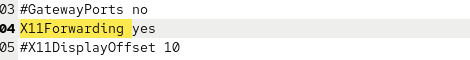 03 #GatewayPorts no
04 X11Forwarding yes
05 #X11DisplayOffset 10